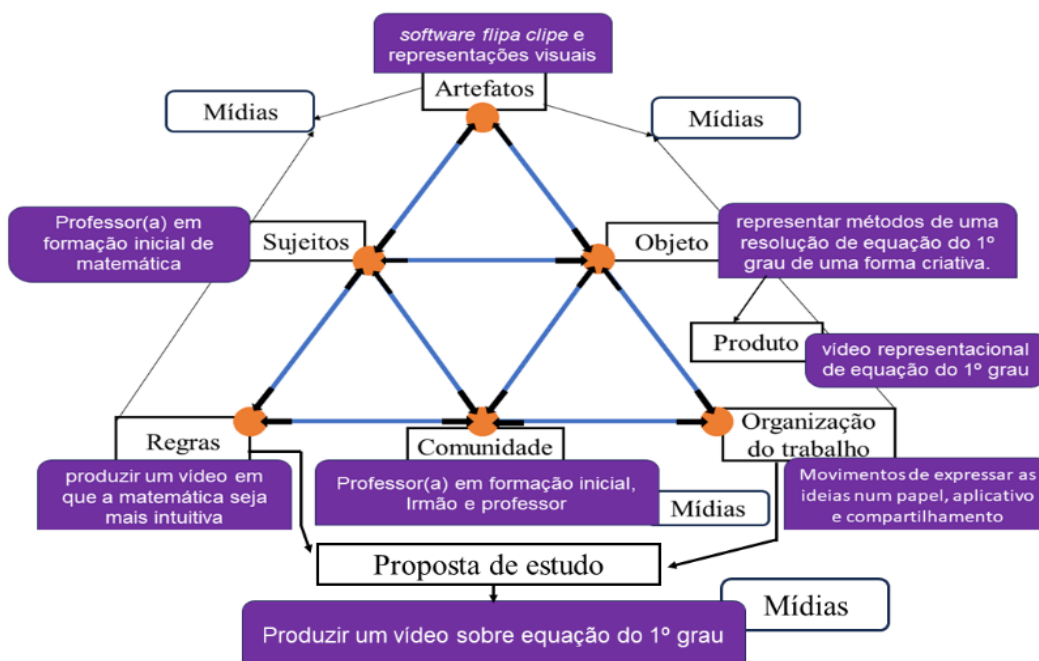 software flipa clipe e
representações visuais
Artefatos
Mídias
Mídias
Professor(a) em
formação inicial de
matemática
Sujeitos
Objeto
representar métodos de uma
resolução de equação do 1º
grau de uma forma criativa.
Produto
vídeo representacional
de equação do 1º grau
Regras
produzir um vídeo em
que a matemática seja
mais intuitiva
Comunidade
Professor(a) em formação inicial,
Irmão e professor
Mídias
Organização
do trabalho
Movimentos de expressar as
ideias num papel, aplicativo
e compartilhamento
Proposta de estudo
Produzir um vídeo sobre equação do 1º grau
Mídias